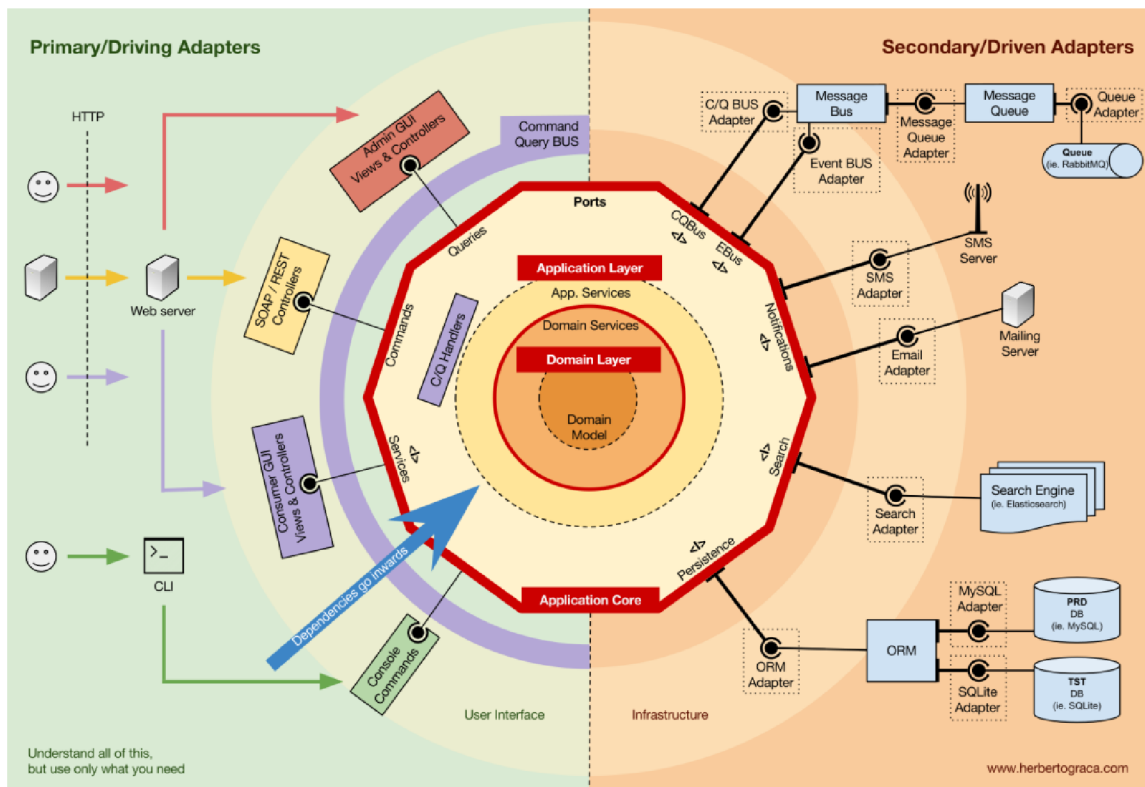 Primary/Driving Adapters
Secondary/Driven Adapters
HTTP
Web server
CLI
Admin GUI
Views & Controllers
SOAP / REST
Controllers
Consumer GUI
Views & Controllers
Console
Commands
Command
Query BUS
Ports
Queries
Commands
Services
C/Q Handlers
Application Layer
App. Services
Domain Services
Domain Layer
Domain
Model
Application Core
Dependencies go inwards
CQBus
</>
EBus
</>
Notifications
</>
Search
</>
Persistence
</>
</>
C/Q BUS
Adapter
Message
Bus
Event BUS
Adapter
Message
Queue
Adapter
Message
Queue
Queue
Adapter
Queue
(ie. RabbitMQ)
SMS
Server
SMS
Adapter
Mailing
Server
Email
Adapter
Search Engine
(ie. Elasticsearch)
Search
Adapter
ORM
Adapter
ORM
MySQL
Adapter
PRD
DB
(ie. MySQL)
SQLite
Adapter
TST
DB
(ie. SQLite)
User Interface
Infrastructure
Understand all of this,
but use only what you need
www.herbertograca.com